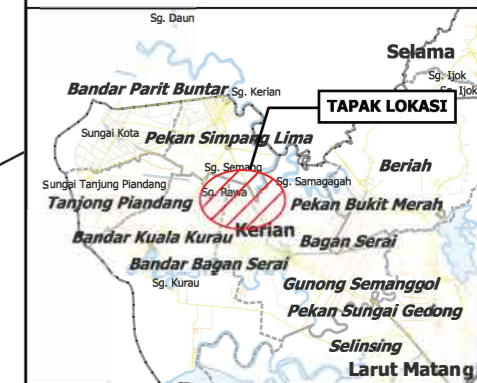 Sg. Daun
Selama
Sg. Ijok
Sg. Ijok
Bandar Parit Buntar
Sg. Kerian
TAPAK LOKASI
Sungai Kota
Pekan Simpang Lima
Beriah
Sg. Semang
Sg. Samagagah
Sungai Tanjung Piandang
Sg. Rawa
Tanjong Piandang
Pekan Bukit Merah
Kerian
Bandar Kuala Kurau
Bagan Serai
Bandar Bagan Serai
Sg. Kurau
Gunong Semanggol
Pekan Sungai Gedong
Selinsing
Larut Matang